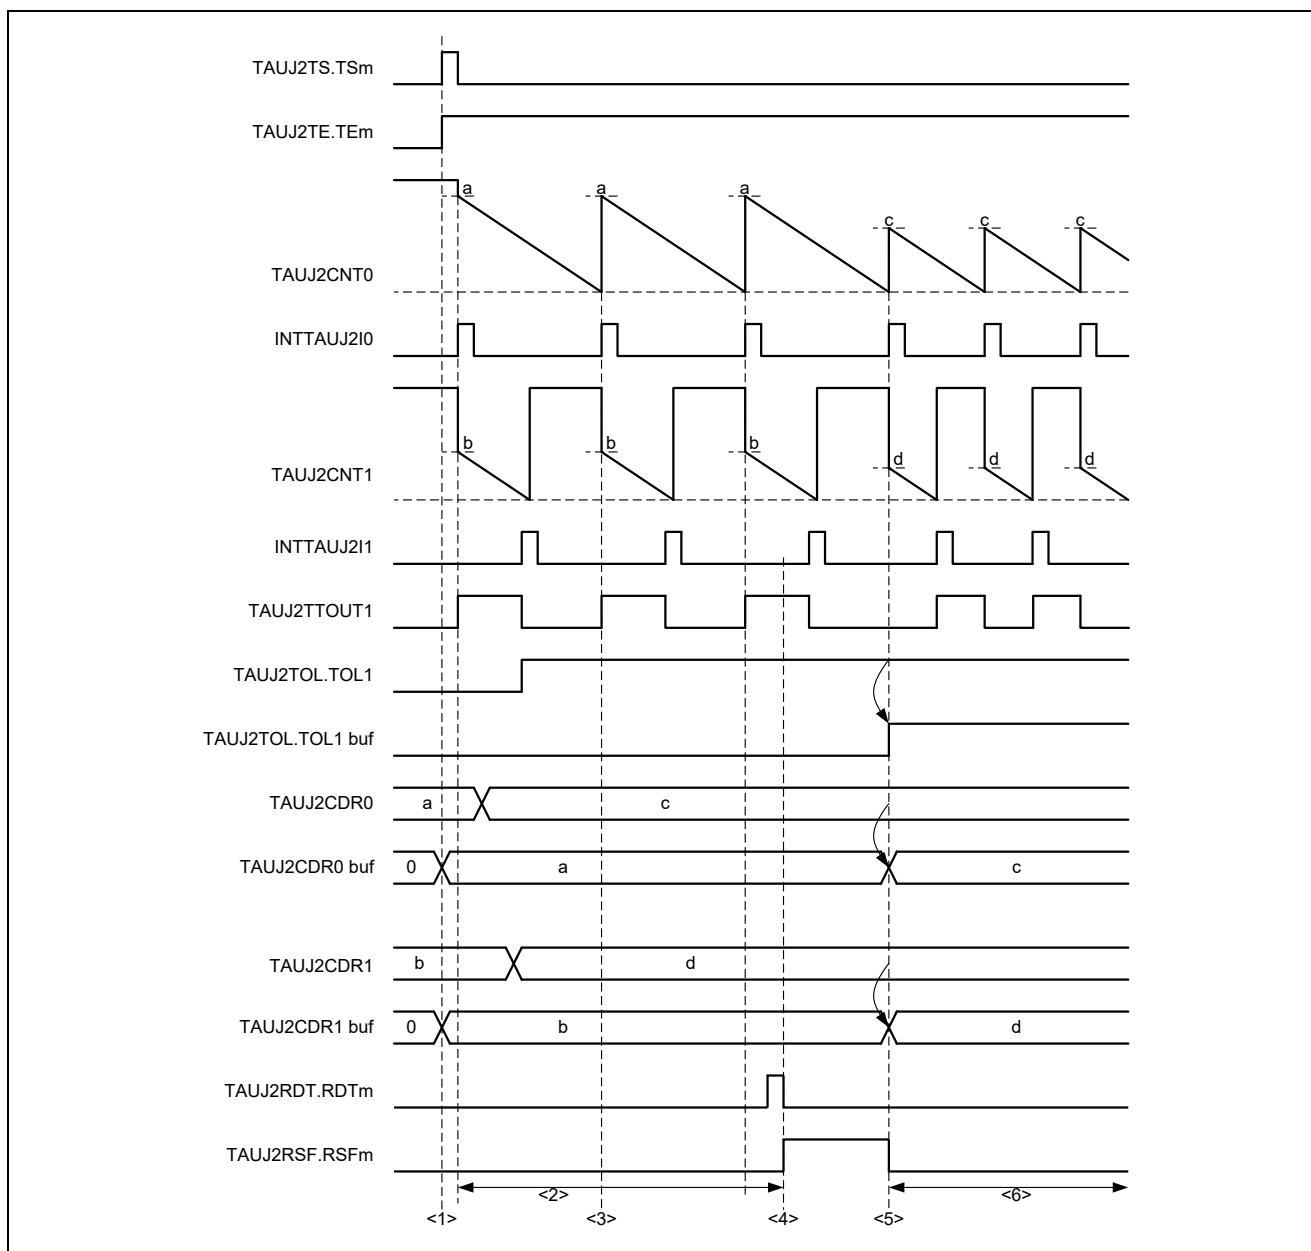 TAUJ2TS.TSm
TAUJ2TE.TEm
a a a
c c c
TAUJ2CNT0
INTTAUJ2I0
b b b
d d d
TAUJ2CNT1
INTTAUJ2I1
TAUJ2TTOUT1
TAUJ2TOL.TOL1
TAUJ2TOL.TOL1 buf
TAUJ2CDR0 a c
TAUJ2CDR0 buf 0 a c
TAUJ2CDR1 b d
TAUJ2CDR1 buf 0 b d
TAUJ2RDT.RDTm
TAUJ2RSF.RSFm
<2> <6>
<1> <3> <4> <5>